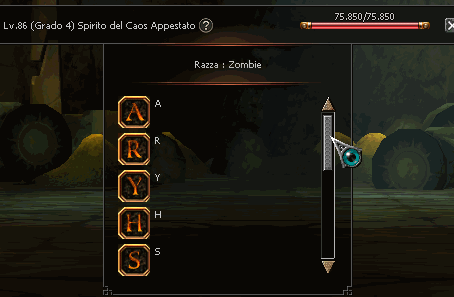 75.850/75.850
Lv.86 (Grado 4) Spirito del Caos Appestato ?
Razza : Zombie
A A
R R
Y Y
H H
S S